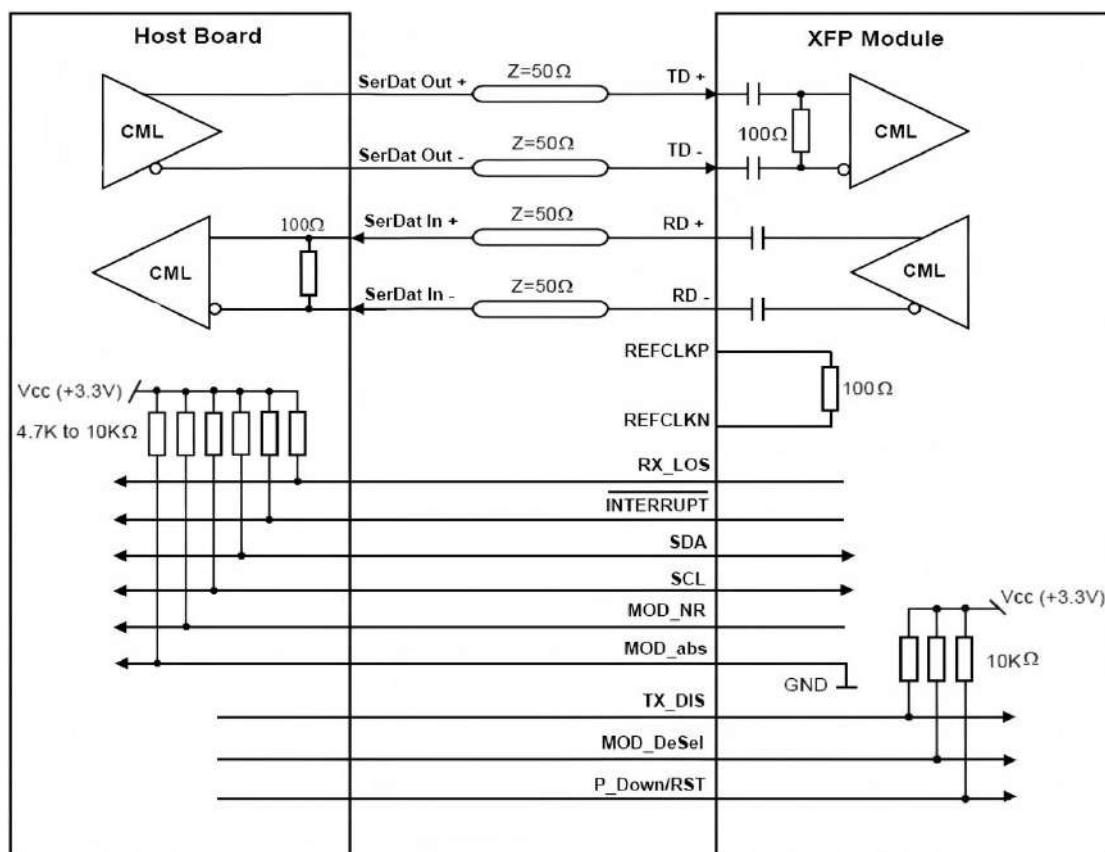 Host Board
XFP Module
SerDat Out +
Z=50Ω
TD +
CML
100Ω
CML
SerDat Out -
Z=50Ω
TD -
100Ω
SerDat In +
Z=50Ω
RD +
CML
CML
SerDat In -
Z=50Ω
RD -
REFCLKP
100Ω
REFCLKN
Vcc (+3.3V)
4.7K to 10KΩ
RX_LOS
INTERRUPT
SDA
SCL
MOD_NR
Vcc (+3.3V)
MOD_abs
10KΩ
GND
TX_DIS
MOD_DeSel
P_Down/RST